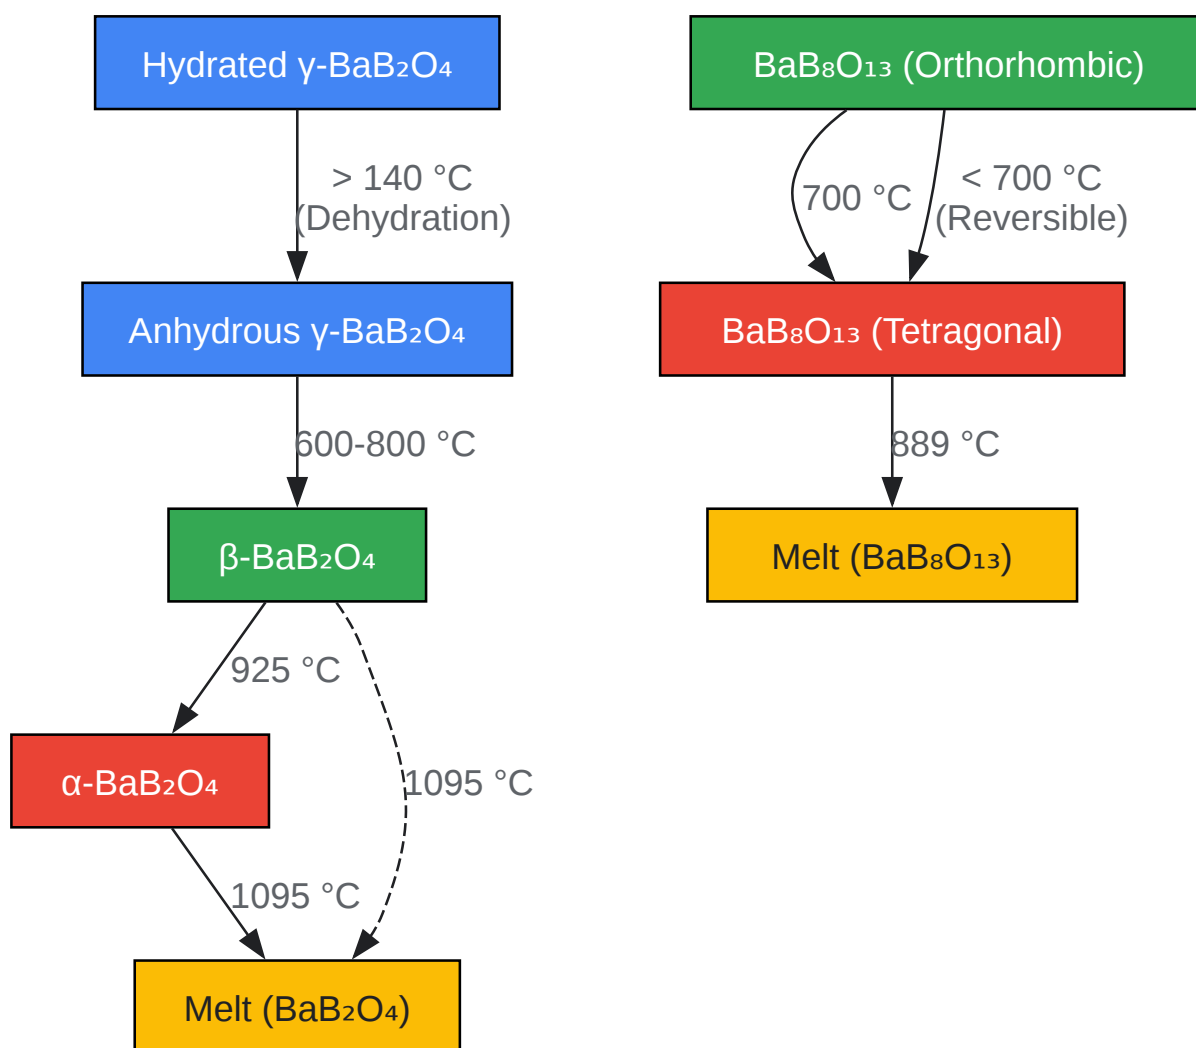 Hydrated γ-BaB₂O₄
> 140 °C
(Dehydration)
Anhydrous γ-BaB₂O₄
600-800 °C
β-BaB₂O₄
925 °C
α-BaB₂O₄
1095 °C
1095 °C
Melt (BaB₂O₄)
BaB₈O₁₃ (Orthorhombic)
700 °C
< 700 °C
(Reversible)
BaB₈O₁₃ (Tetragonal)
889 °C
Melt (BaB₈O₁₃)